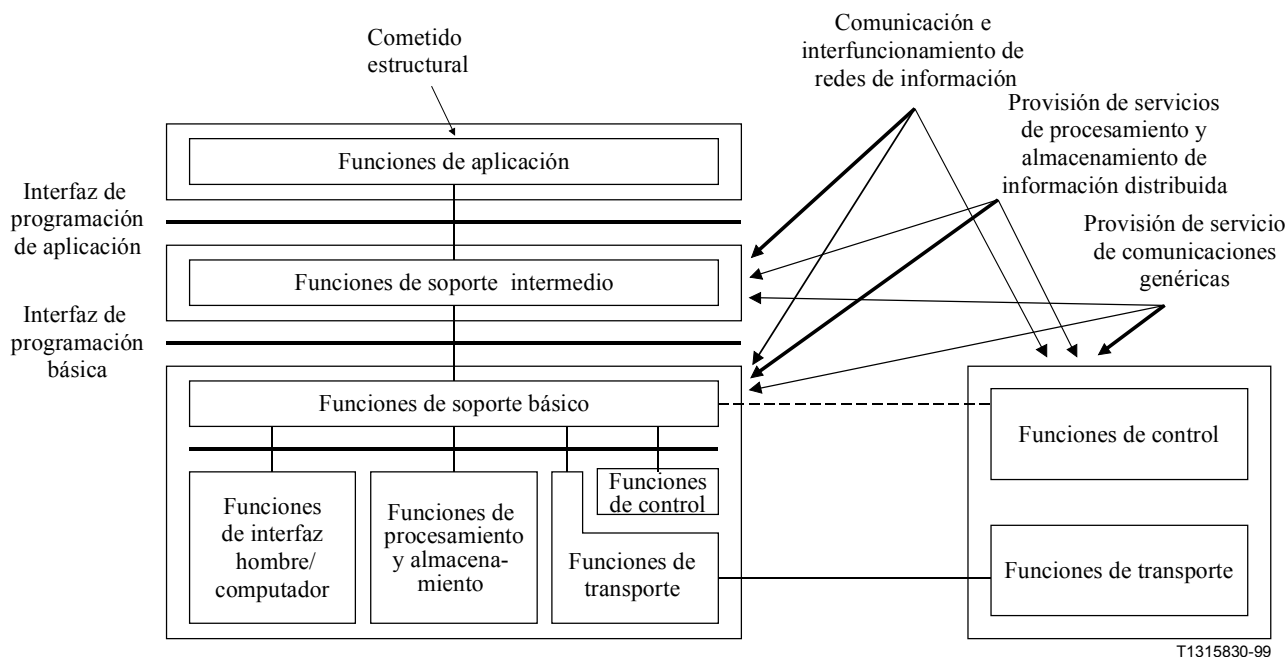 Cometido
estructural
Comunicación e
interfuncionamiento de
redes de información
Provisión de servicios
de procesamiento y
almacenamiento de
información distribuida
Provisión de servicio
de comunicaciones
genéricas
Funciones de aplicación
Interfaz de
programación
de aplicación
Funciones de soporte intermedio
Interfaz de
programación
básica
Funciones de soporte básico
Funciones
de interfaz
hombre/
computador
Funciones de
procesamiento
y almacena-
miento
Funciones
de control
Funciones de
transporte
Funciones de control
Funciones de transporte
T1315830-99